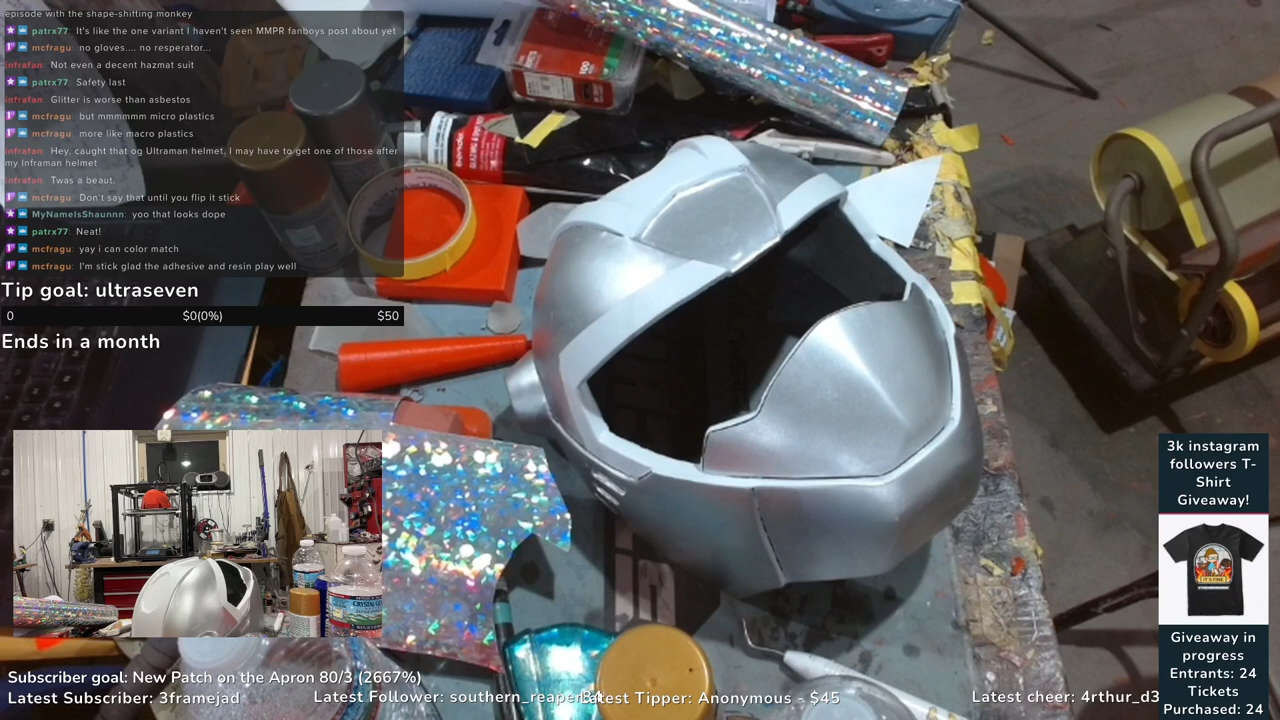 episode with the shape-shifting monkey
patrx77: It's like the one variant I haven't seen MMPR fanboys post about yet
mcfragu: no gloves.... no resperator...
infrafan: Not even a decent hazmat suit
patrx77: Safety last
infrafan: Glitter is worse than asbestos
mcfragu: but mmmmmm micro plastics
mcfragu: more like macro plastics
infrafan: Hey, caught that og Ultraman helmet. I may have to get one of those after
my Inframan helmet
infrafan: Twas a beaut.
mcfragu: Don't say that until you flip it stick
MyNameIsShaunnn: yoo that looks dope
patrx77: Neat!
mcfragu: yay i can color match
mcfragu: I'm stick glad the adhesive and resin play well
Tip goal: ultraseven
0 $0(0%) $50
Ends in a month
3k instagram
followers T-
Shirt
Giveaway!
IT'S FINE
Giveaway in
progress
Entrants: 24
Tickets
Purchased: 24
CRYSTAL GEYSER
Subscriber goal: New Patch on the Apron 80/3 (2667%)
Latest Subscriber: 3framejad
Latest Follower: southern_reaper84
Latest Tipper: Anonymous - $45
Latest cheer: 4rthur_d3